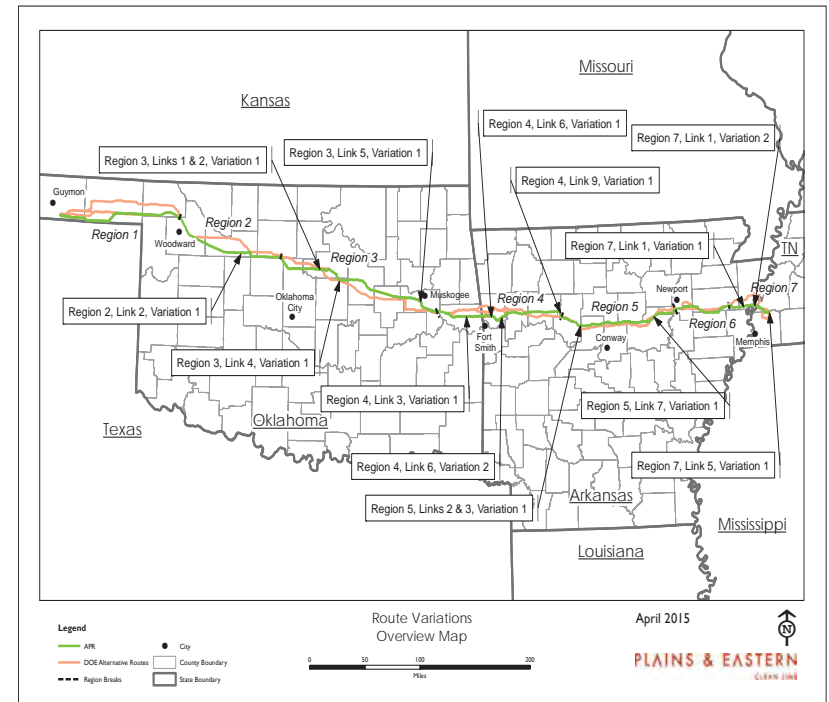 Missouri
Kansas
Region 4, Link 6, Variation 1
Region 7, Link 1, Variation 2
Region 3, Link 5, Variation 1
Region 3, Links 1 & 2, Variation 1
Region 4, Link 9, Variation 1
Guymon
Region 1
Region 2
Woodward
Region 3
Region 7, Link 1, Variation 1
TN
Muskogee
Region 4
Newport
Region 7
Region 2, Link 2, Variation 1
Oklahoma
City
Fort
Smith
Region 5
Region 6
Conway
Memphis
Region 3, Link 4, Variation 1
Region 4, Link 3, Variation 1
Region 5, Link 7, Variation 1
Texas
Oklahoma
Region 4, Link 6, Variation 2
Region 7, Link 5, Variation 1
Region 5, Links 2 & 3, Variation 1
Arkansas
Mississippi
Louisiana
Legend
APR
City
DOE Alternative Routes
County Boundary
Region Breaks
State Boundary
Route Variations
Overview Map
0 50 100 200
Miles
April 2015
N
PLAINS & EASTERN
CLEAN LINE